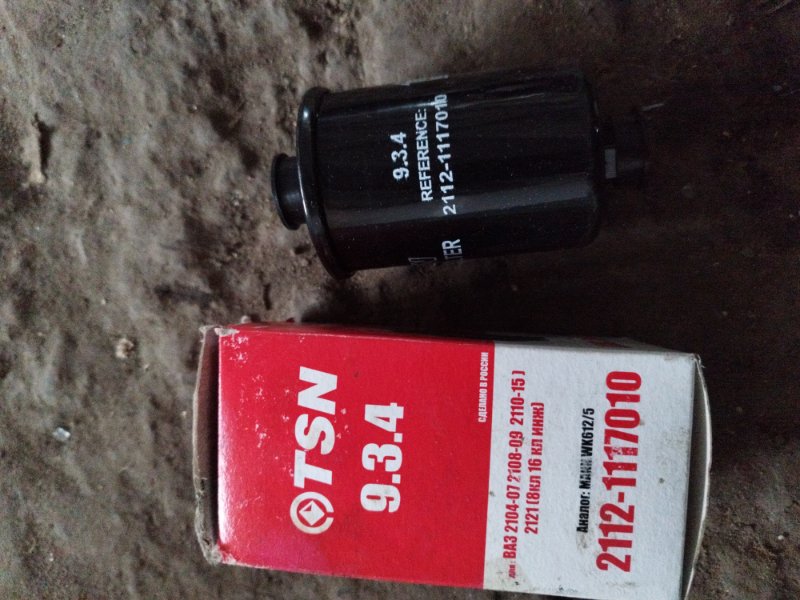 9.3.4
REFERENCE:
2112-1117010
TSN
9.3.4
СДЕЛАНО В РОССИИ
для: ВАЗ 2104-07 2108-09 2110-15)
2121 (8кл 16 кл инж)
Аналог: MANN WK612/5
2112-1117010